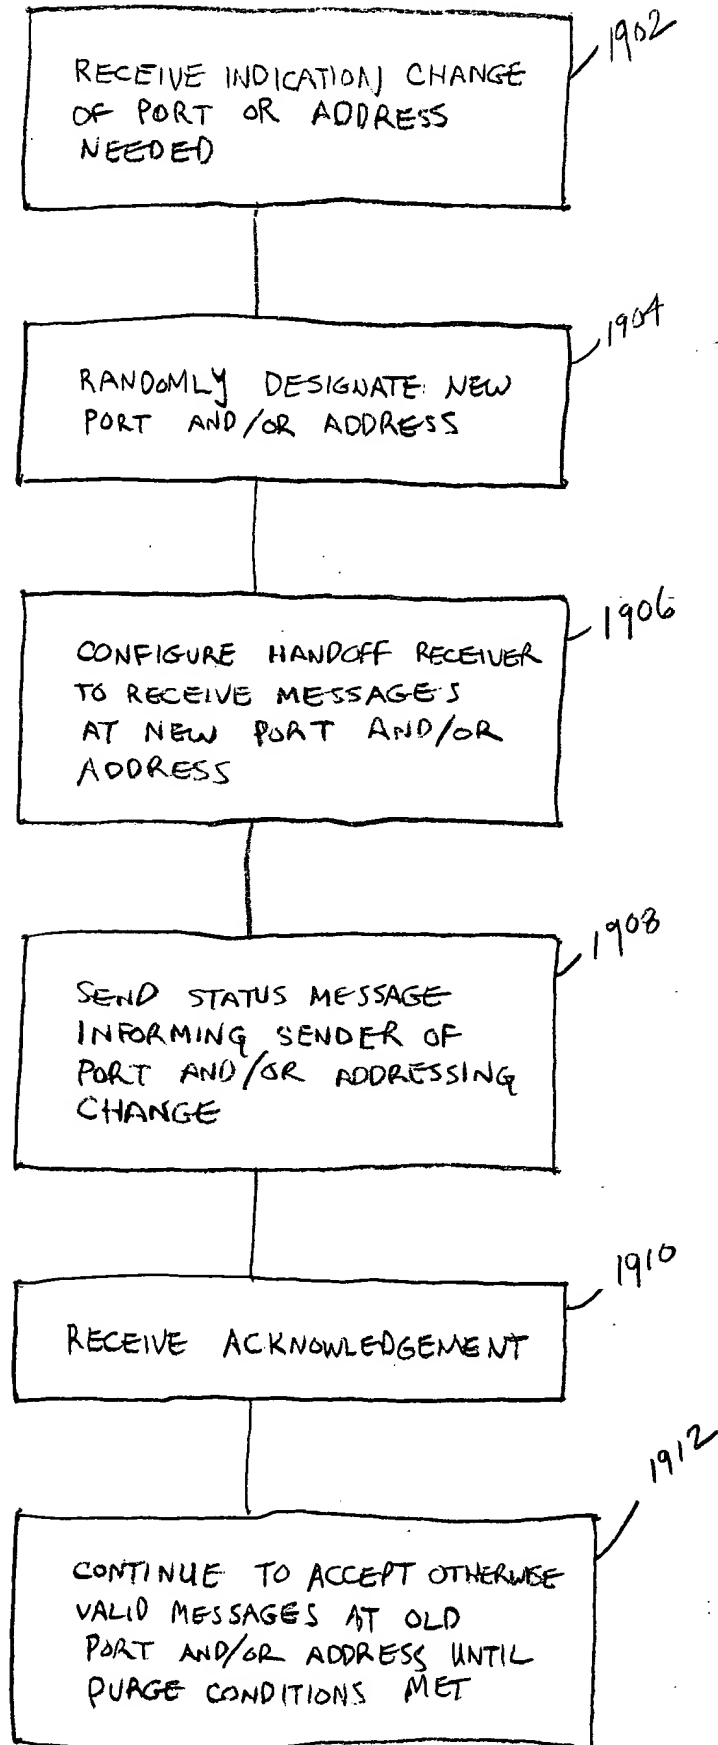 1902
RECEIVE INDICATION CHANGE
OF PORT OR ADDRESS
NEEDED
1904
RANDOMLY DESIGNATE NEW
PORT AND/OR ADDRESS
1906
CONFIGURE HANDOFF RECEIVER
TO RECEIVE MESSAGES
AT NEW PORT AND/OR
ADDRESS
1908
SEND STATUS MESSAGE
INFORMING SENDER OF
PORT AND/OR ADDRESSING
CHANGE
1910
RECEIVE ACKNOWLEDGEMENT
1912
CONTINUE TO ACCEPT OTHERWISE
VALID MESSAGES AT OLD
PORT AND/OR ADDRESS UNTIL
PURGE CONDITIONS MET